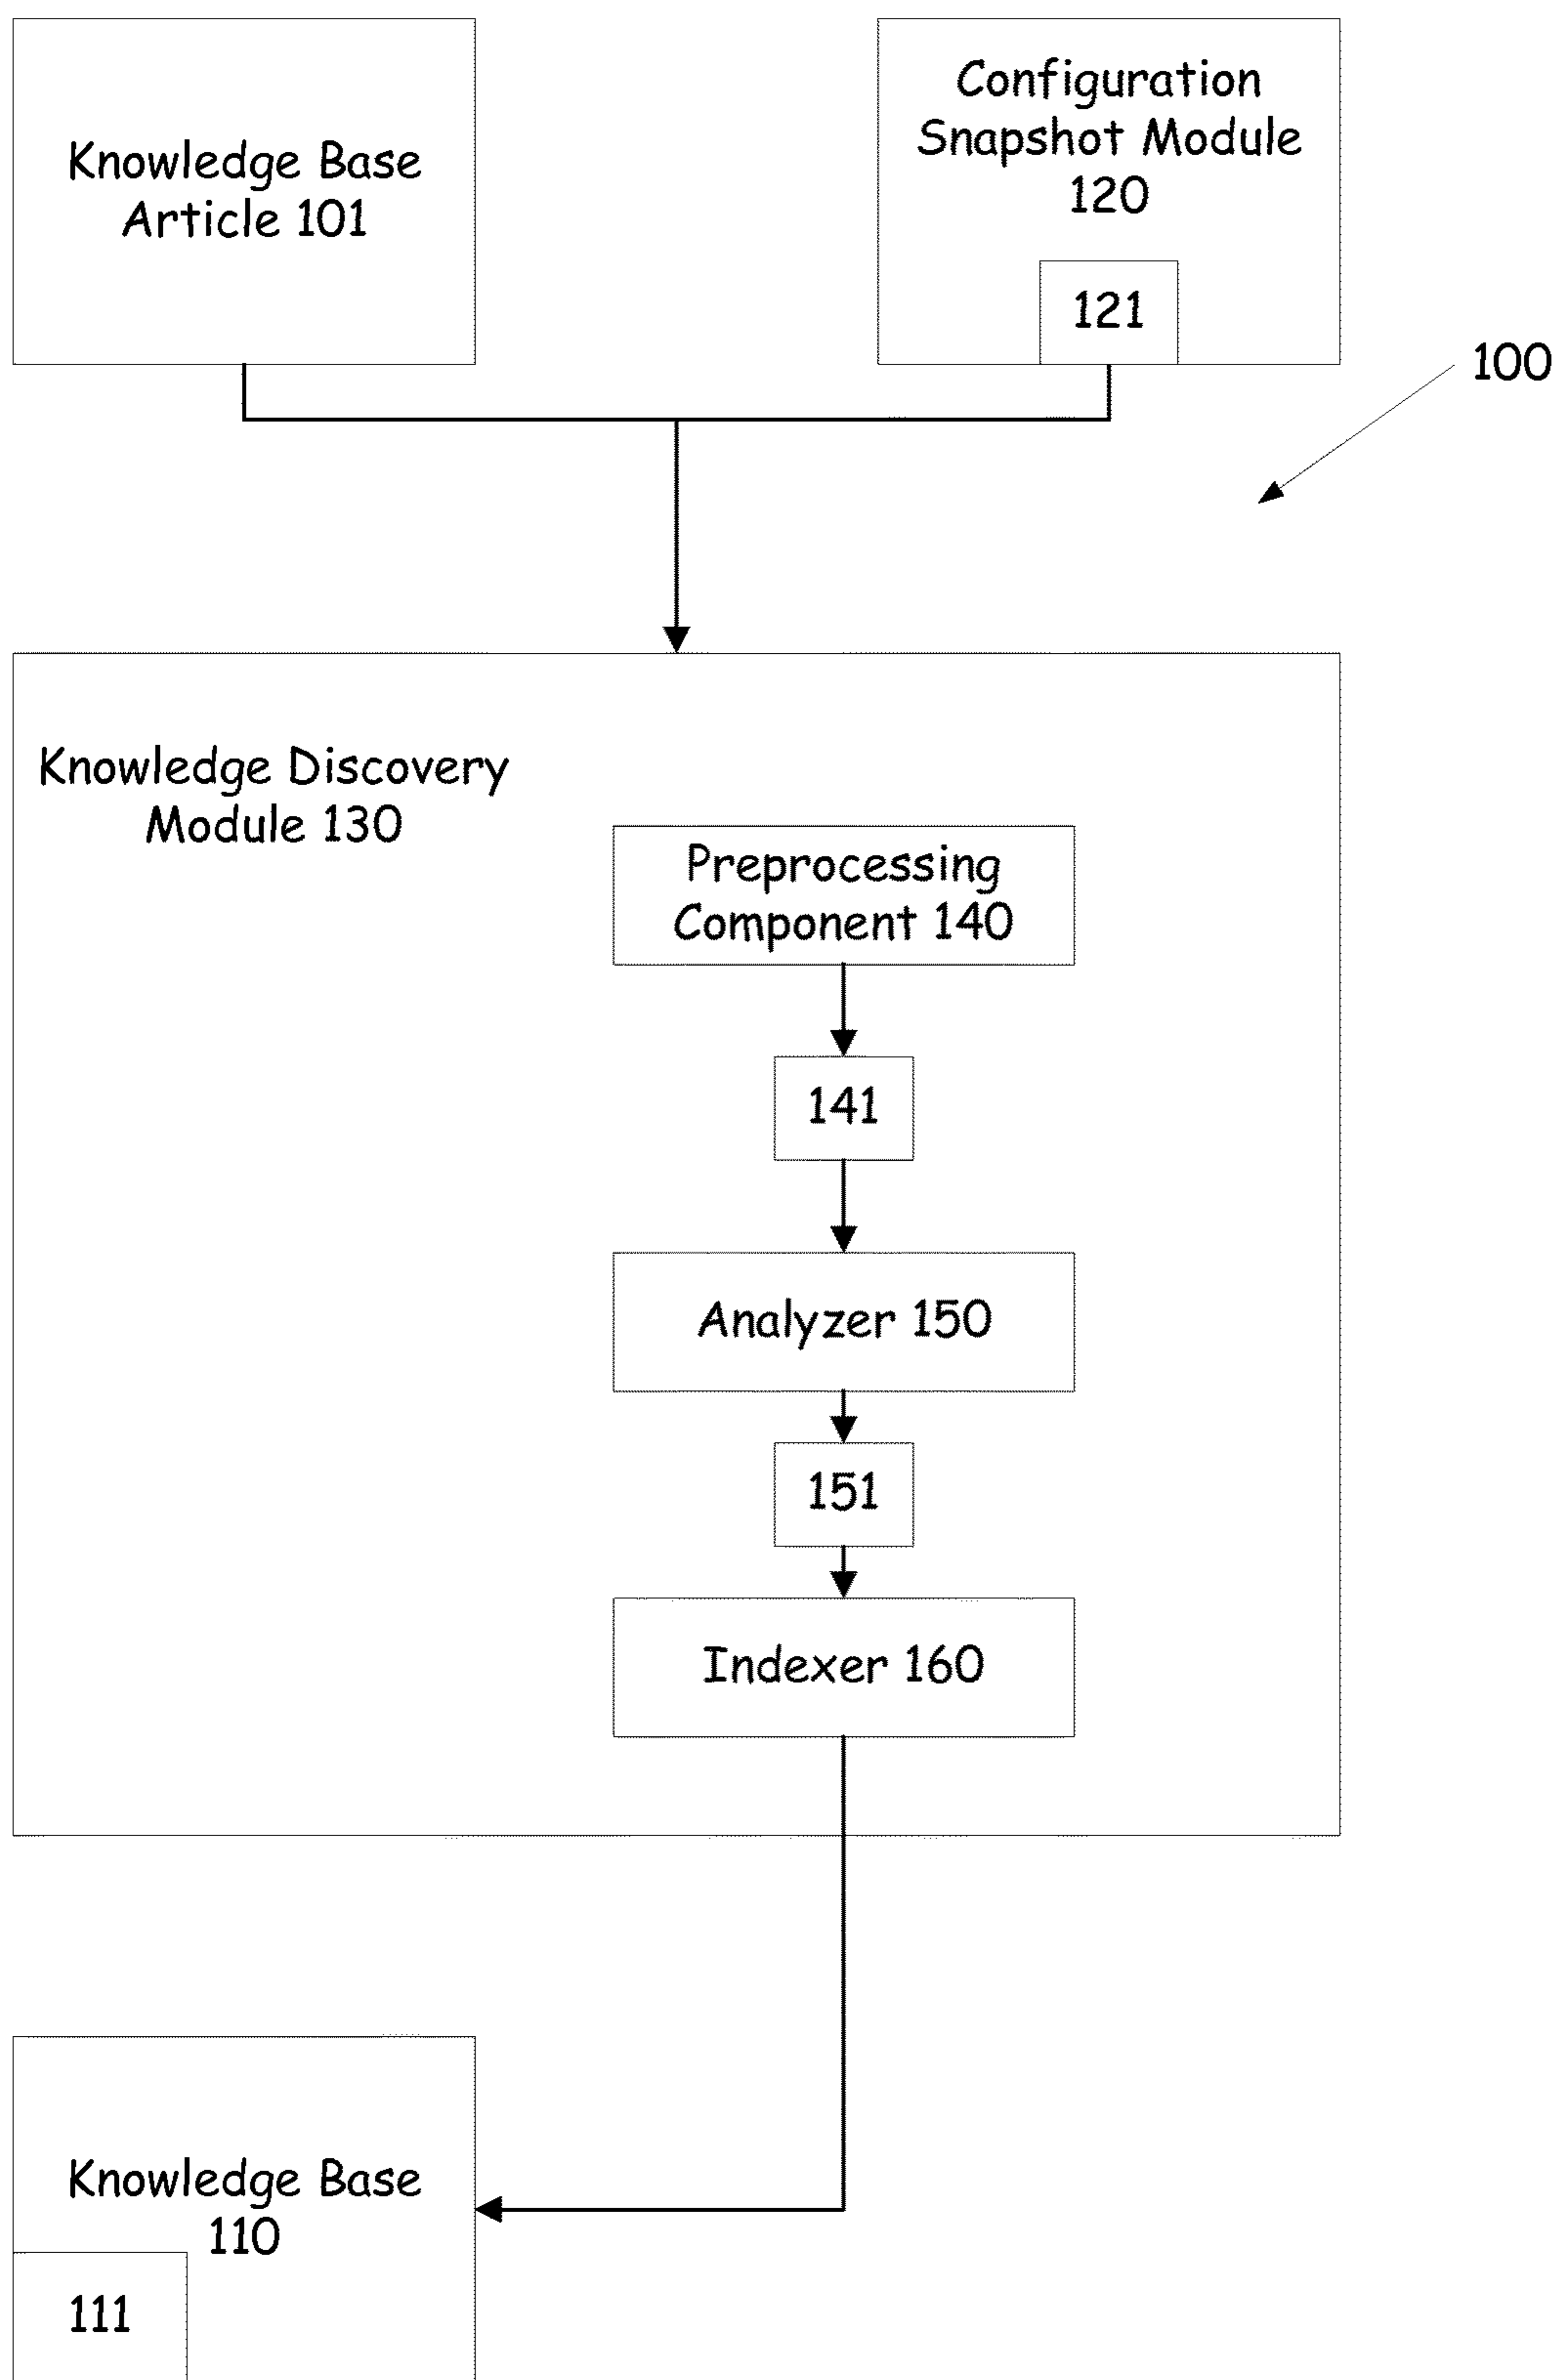 Knowledge Base
Article 101
Configuration
Snapshot Module
120
121
100
Knowledge Discovery
Module 130
Preprocessing
Component 140
141
Analyzer 150
151
Indexer 160
Knowledge Base
110
111